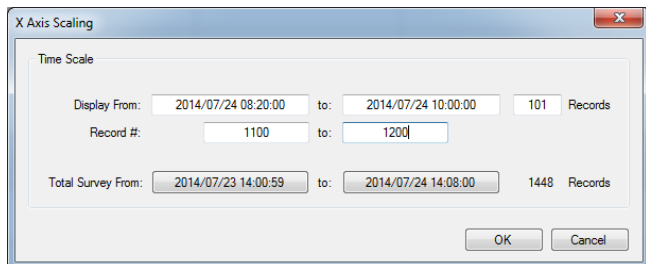 X Axis Scaling
Time Scale
Display From: 2014/07/24 08:20:00 to: 2014/07/24 10:00:00 101 Records
Record #: 1100 to: 1200
Total Survey From: 2014/07/23 14:00:59 to: 2014/07/24 14:08:00 1448 Records
OK Cancel